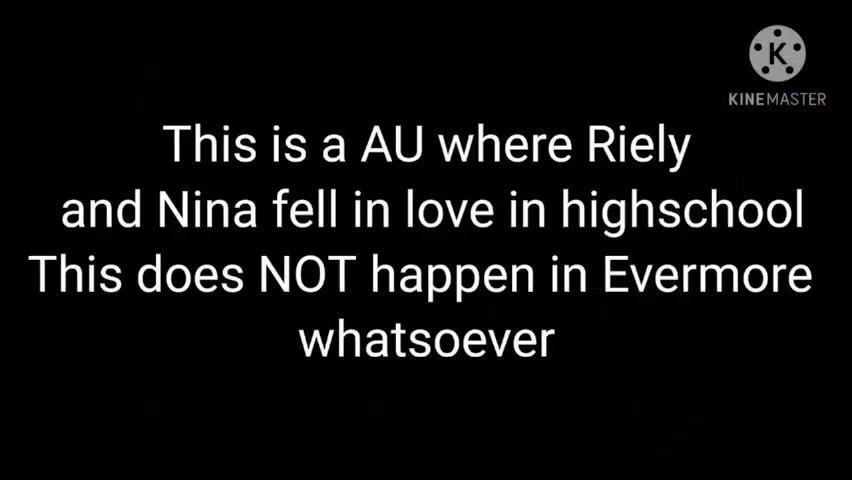 K
KINEMASTER
This is a AU where Riely
and Nina fell in love in highschool
This does NOT happen in Evermore
whatsoever